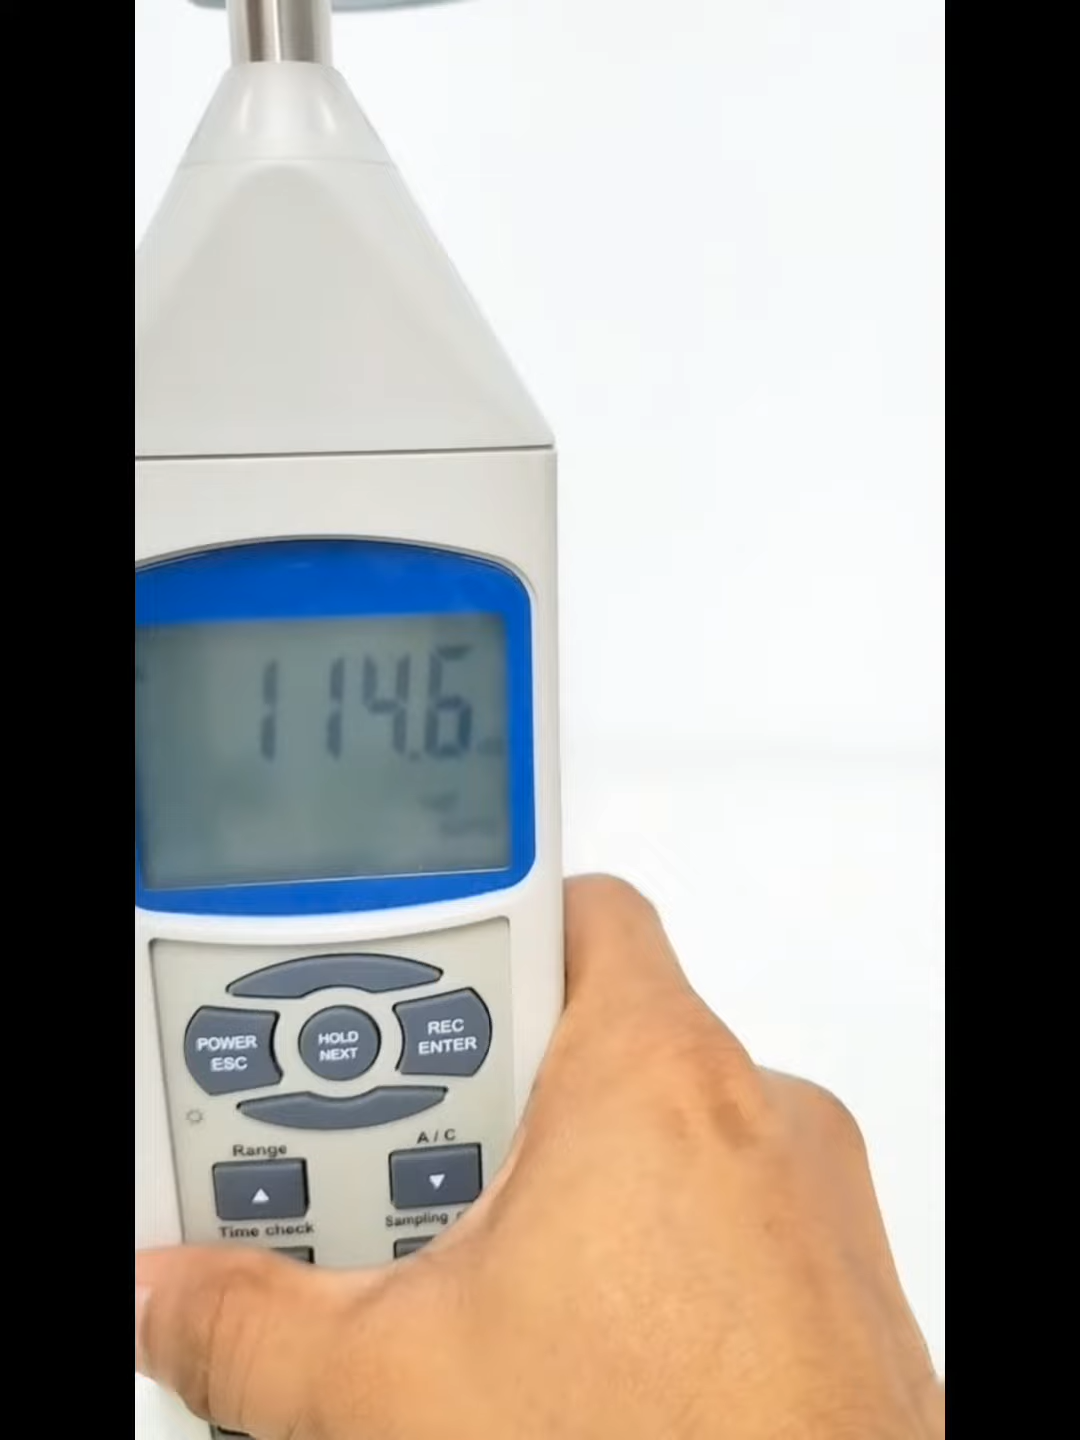 114.6
POWER
ESC
HOLD
NEXT
REC
ENTER
Range
A / C
Time check
Sampling